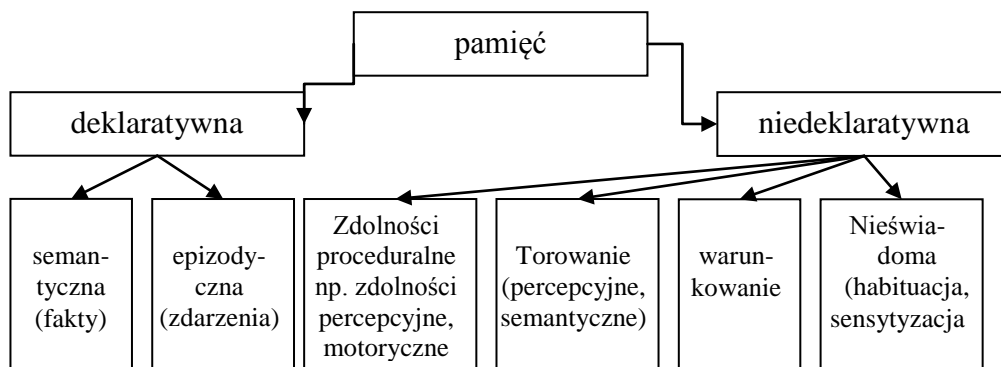 pamięć
deklaratywna
niedeklaratywna
seman-
tyczna
(fakty)
epizody-
czna
(zdarzenia)
Zdolności
proceduralne
np. zdolności
percepcyjne,
motoryczne
Torowanie
(percepcyjne,
semantyczne)
warun-
kowanie
Nieświa-
doma
(habituacja,
sensytyzacja